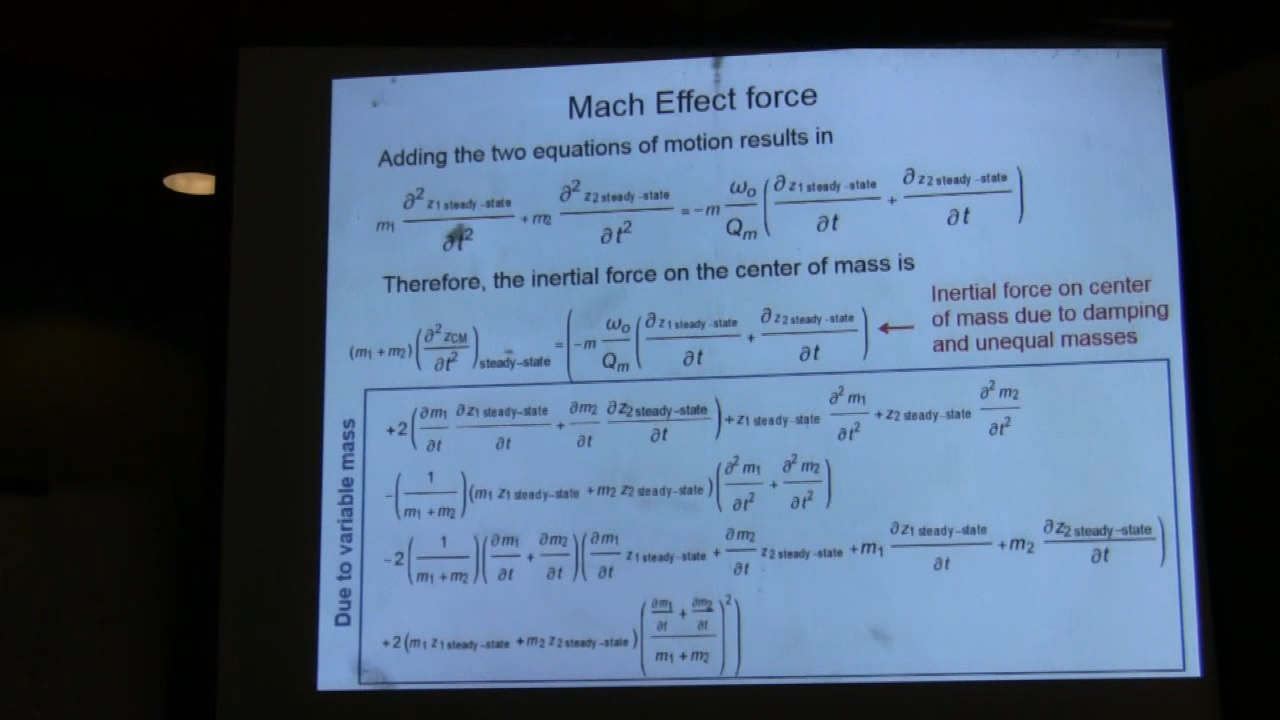 Mach Effect force
Adding the two equations of motion results in
m₁ ∂²z₁ steady-state/∂t² + m₂ ∂²z₂ steady-state/∂t² = -m ω₀/Qₘ (∂z₁ steady-state/∂t + ∂z₂ steady-state/∂t)
Therefore, the inertial force on the center of mass is
(m₁ + m₂)(∂²z_CM/∂t²)steady-state = (-m ω₀/Qₘ (∂z₁ steady-state/∂t + ∂z₂ steady-state/∂t)
Inertial force on center
of mass due to damping
and unequal masses
Due to variable mass
+2(∂m₁/∂t ∂z₁ steady-state/∂t + ∂m₂/∂t ∂z₂ steady-state/∂t) + z₁ steady-state ∂²m₁/∂t² + z₂ steady-state ∂²m₂/∂t²
-(1/(m₁ + m₂))(m₁ z₁ steady-state + m₂ z₂ steady-state)(∂²m₁/∂t² + ∂²m₂/∂t²)
-2(1/(m₁ + m₂))(∂m₁/∂t + ∂m₂/∂t)(∂m₁/∂t z₁ steady-state + ∂m₂/∂t z₂ steady-state + m₁ ∂z₁ steady-state/∂t + m₂ ∂z₂ steady-state/∂t)
+2(m₁ z₁ steady-state + m₂ z₂ steady-state)((∂m₁/∂t + ∂m₂/∂t)/(m₁ + m₂))²)